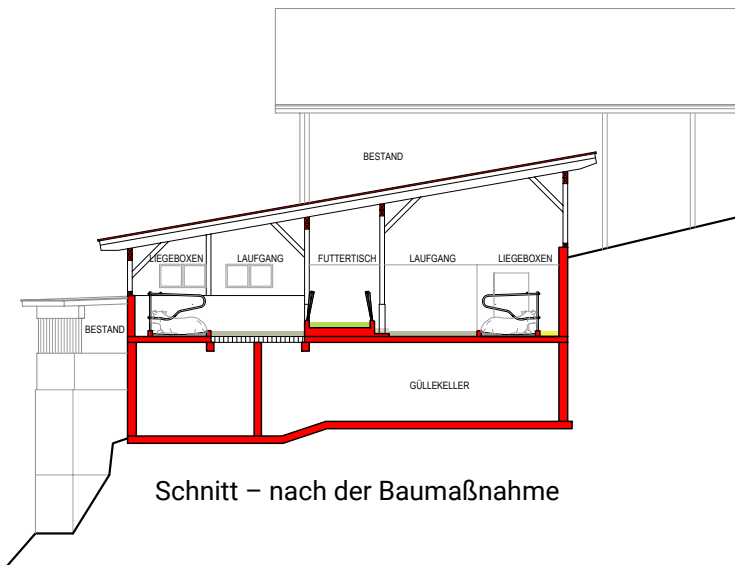 BESTAND
LIEGEBOXEN
LAUFGANG
FUTTERTISCH
LAUFGANG
LIEGEBOXEN
BESTAND
GÜLLEKELLER
Schnitt – nach der Baumaßnahme